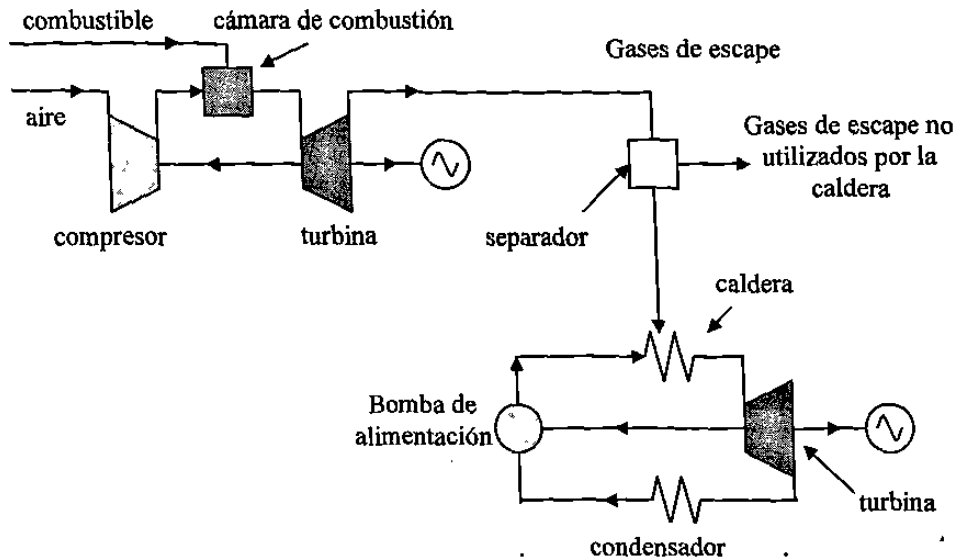 combustible
cámara de combustión
Gases de escape
aire
Gases de escape no
utilizados por la
caldera
compresor
turbina
separador
caldera
Bomba de
alimentación
turbina
condensador